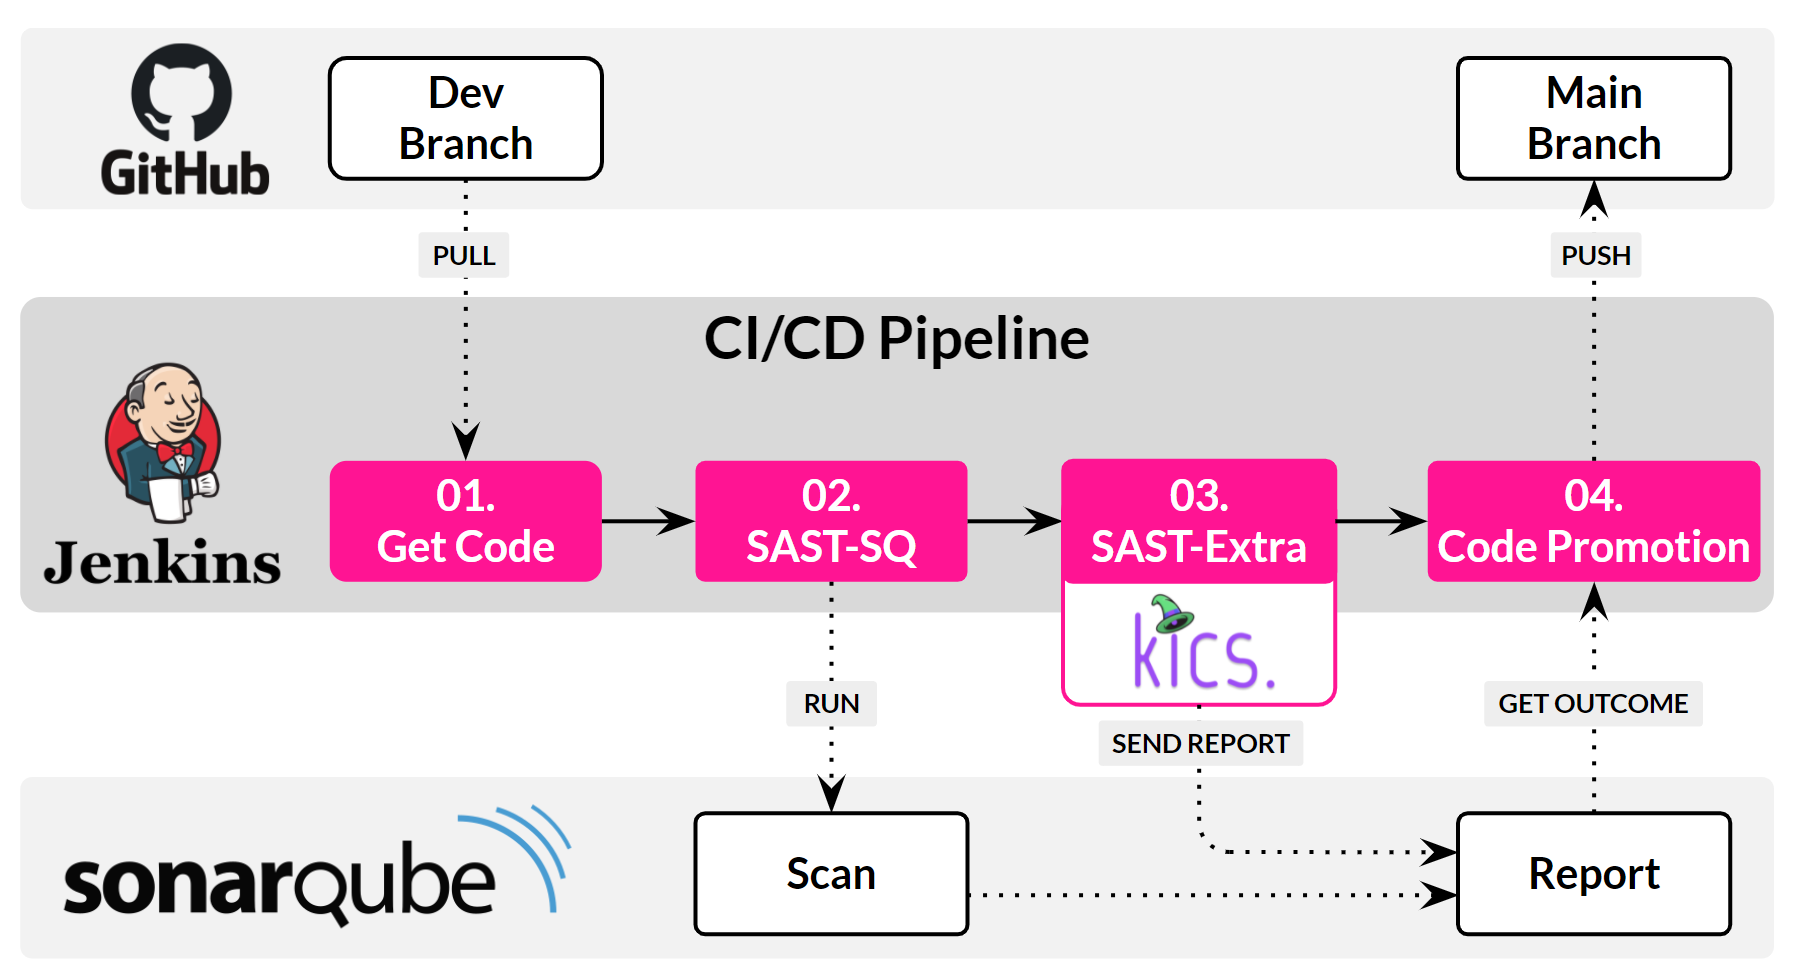 GitHub
Dev
Branch
Main
Branch
PULL
PUSH
CI/CD Pipeline
Jenkins
01.
Get Code
02.
SAST-SQ
03.
SAST-Extra
04.
Code Promotion
kics.
RUN
SEND REPORT
GET OUTCOME
sonarqube
Scan
Report